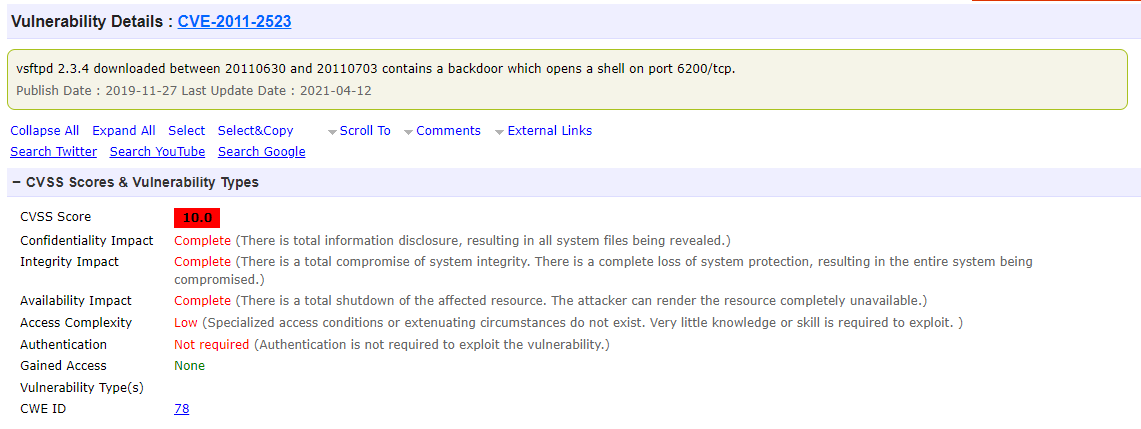 Vulnerability Details : CVE-2011-2523
vsftpd 2.3.4 downloaded between 20110630 and 20110703 contains a backdoor which opens a shell on port 6200/tcp.
Publish Date : 2019-11-27 Last Update Date : 2021-04-12
Collapse All Expand All Select Select&Copy Scroll To Comments External Links
Search Twitter Search YouTube Search Google
− CVSS Scores & Vulnerability Types
CVSS Score 10.0
Confidentiality Impact Complete (There is total information disclosure, resulting in all system files being revealed.)
Integrity Impact Complete (There is a total compromise of system integrity. There is a complete loss of system protection, resulting in the entire system being
compromised.)
Availability Impact Complete (There is a total shutdown of the affected resource. The attacker can render the resource completely unavailable.)
Access Complexity Low (Specialized access conditions or extenuating circumstances do not exist. Very little knowledge or skill is required to exploit. )
Authentication Not required (Authentication is not required to exploit the vulnerability.)
Gained Access None
Vulnerability Type(s)
CWE ID 78